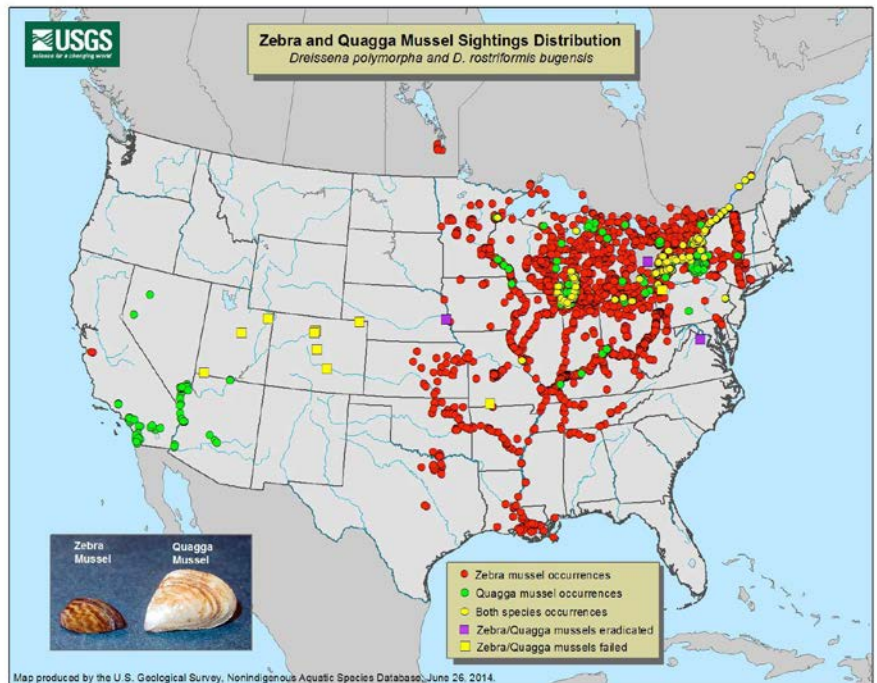 USGS
science for a changing world
Zebra and Quagga Mussel Sightings Distribution
Dreissena polymorpha and D. rostriformis bugensis
Zebra
Mussel
Quagga
Mussel
Zebra mussel occurrences
Quagga mussel occurrences
Both species occurrences
Zebra/Quagga mussels eradicated
Zebra/Quagga mussels failed
Map produced by the U.S. Geological Survey, Nonindigenous Aquatic Species Database, June 26, 2014.